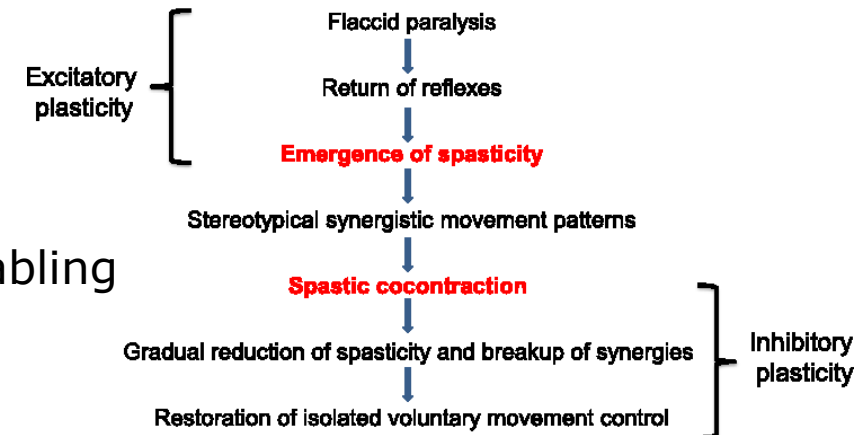 Flaccid paralysis
Excitatory
plasticity
Return of reflexes
Emergence of spasticity
Stereotypical synergistic movement patterns
Spastic cocontraction
Gradual reduction of spasticity and breakup of synergies
Inhibitory
plasticity
Restoration of isolated voluntary movement control